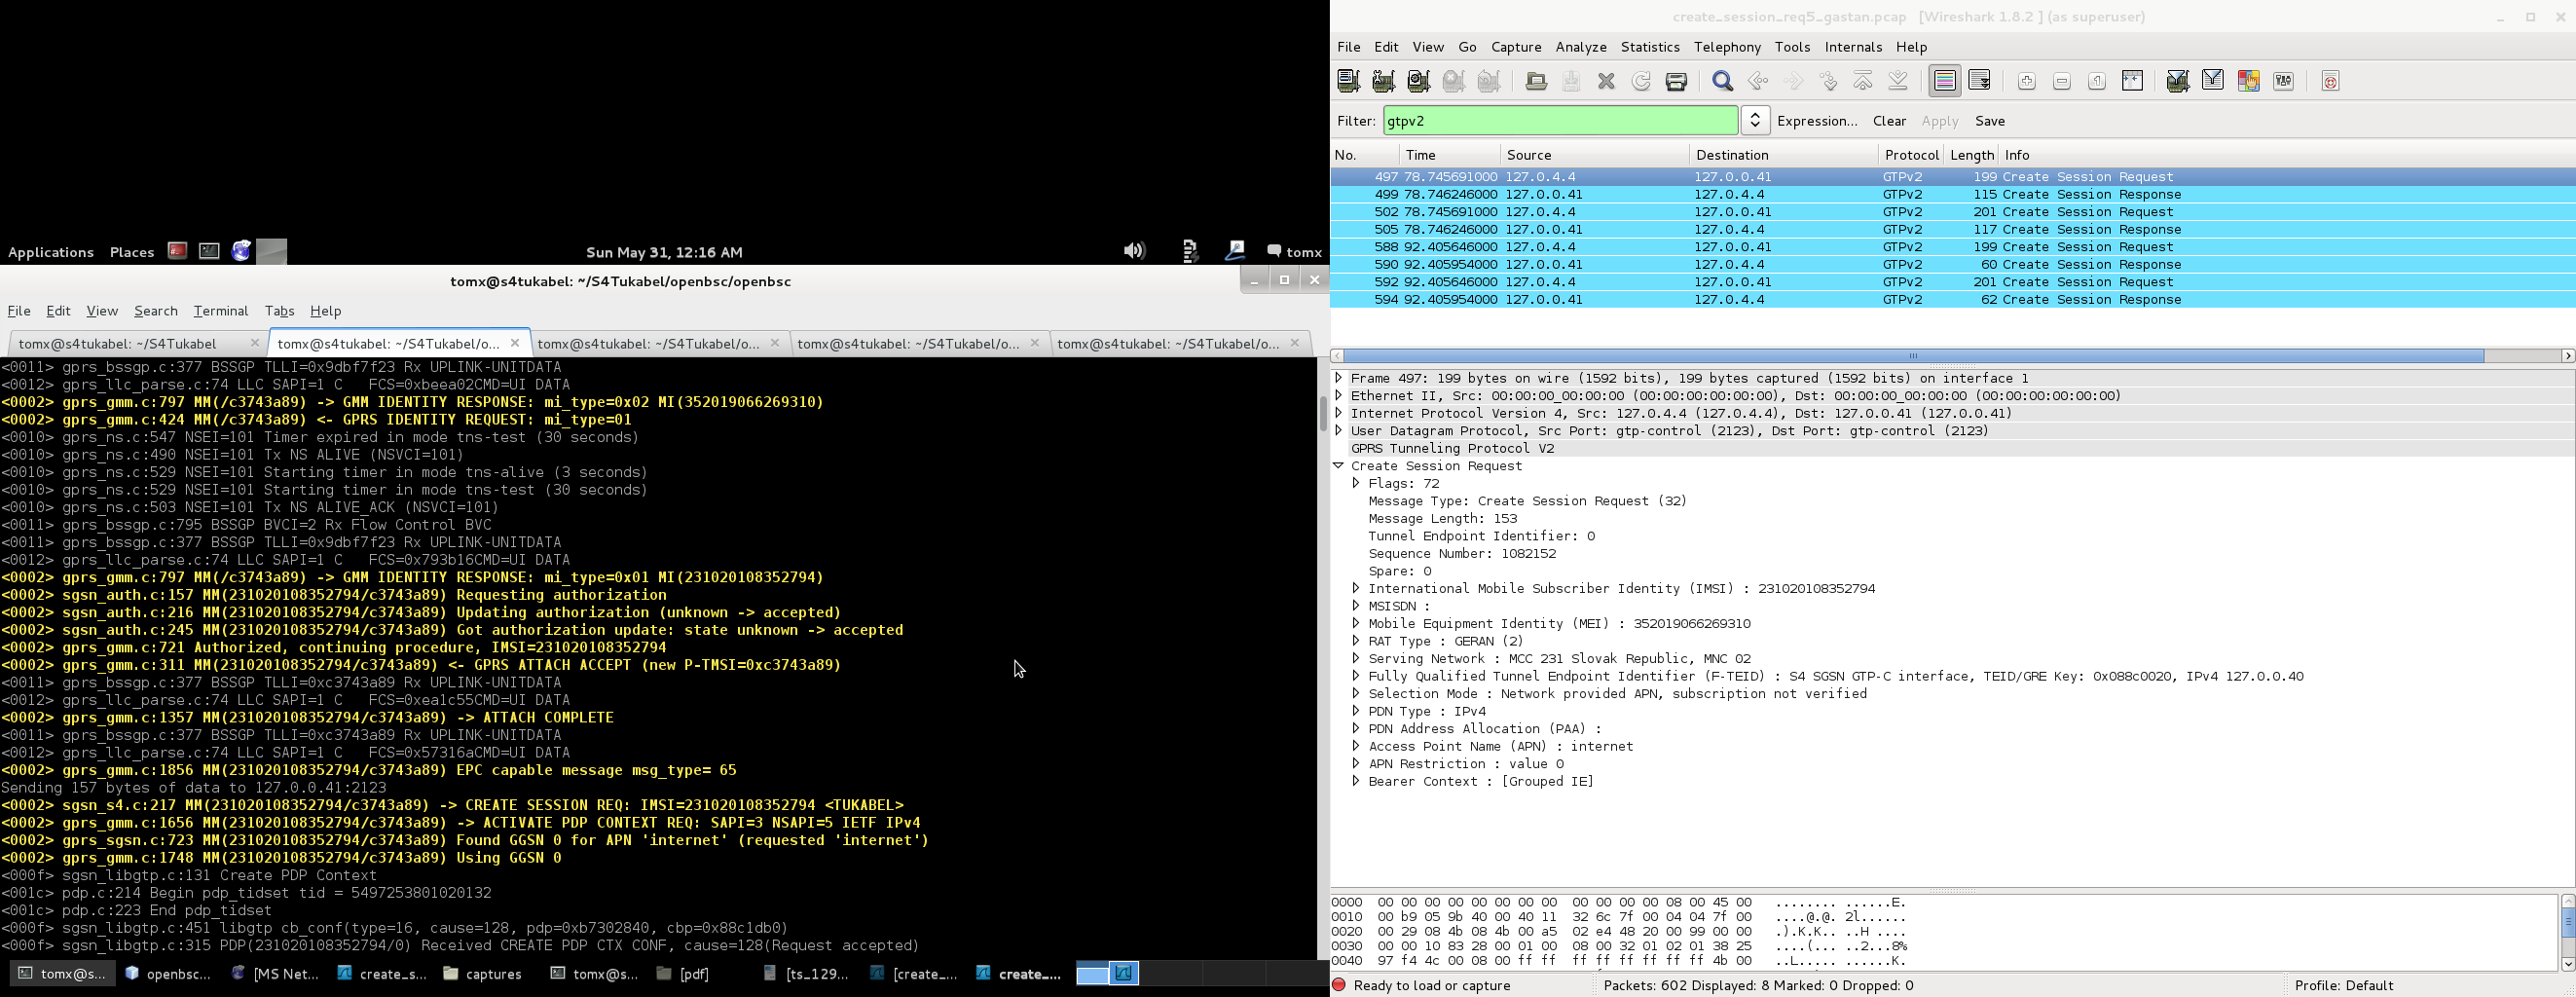 Applications Places Sun May 31, 12:16 AM tomx
tomx@s4tukabel: ~/S4Tukabel/openbsc/openbsc
File Edit View Search Terminal Tabs Help
tomx@s4tukabel: ~/S4Tukabel tomx@s4tukabel: ~/S4Tukabel/o... tomx@s4tukabel: ~/S4Tukabel/o... tomx@s4tukabel: ~/S4Tukabel/o... tomx@s4tukabel: ~/S4Tukabel/o...
<0011> gprs_bssgp.c:377 BSSGP TLLI=0x9dbf7f23 Rx UPLINK-UNITDATA
<0012> gprs_llc_parse.c:74 LLC SAPI=1 C   FCS=0xbeea02CMD=UI DATA
<0002> gprs_gmm.c:797 MM(/c3743a89) -> GMM IDENTITY RESPONSE: mi_type=0x02 MI(352019066269310)
<0002> gprs_gmm.c:424 MM(/c3743a89) <- GPRS IDENTITY REQUEST: mi_type=01
<0010> gprs_ns.c:547 NSEI=101 Timer expired in mode tns-test (30 seconds)
<0010> gprs_ns.c:490 NSEI=101 Tx NS ALIVE (NSVCI=101)
<0010> gprs_ns.c:529 NSEI=101 Starting timer in mode tns-alive (3 seconds)
<0010> gprs_ns.c:529 NSEI=101 Starting timer in mode tns-test (30 seconds)
<0010> gprs_ns.c:503 NSEI=101 Tx NS ALIVE_ACK (NSVCI=101)
<0011> gprs_bssgp.c:795 BSSGP BVCI=2 Rx Flow Control BVC
<0011> gprs_bssgp.c:377 BSSGP TLLI=0x9dbf7f23 Rx UPLINK-UNITDATA
<0012> gprs_llc_parse.c:74 LLC SAPI=1 C   FCS=0x793b16CMD=UI DATA
<0002> gprs_gmm.c:797 MM(/c3743a89) -> GMM IDENTITY RESPONSE: mi_type=0x01 MI(231020108352794)
<0002> sgsn_auth.c:157 MM(231020108352794/c3743a89) Requesting authorization
<0002> sgsn_auth.c:216 MM(231020108352794/c3743a89) Updating authorization (unknown -> accepted)
<0002> sgsn_auth.c:245 MM(231020108352794/c3743a89) Got authorization update: state unknown -> accepted
<0002> gprs_gmm.c:721 Authorized, continuing procedure, IMSI=231020108352794
<0002> gprs_gmm.c:311 MM(231020108352794/c3743a89) <- GPRS ATTACH ACCEPT (new P-TMSI=0xc3743a89)
<0011> gprs_bssgp.c:377 BSSGP TLLI=0xc3743a89 Rx UPLINK-UNITDATA
<0012> gprs_llc_parse.c:74 LLC SAPI=1 C   FCS=0xea1c55CMD=UI DATA
<0002> gprs_gmm.c:1357 MM(231020108352794/c3743a89) -> ATTACH COMPLETE
<0011> gprs_bssgp.c:377 BSSGP TLLI=0xc3743a89 Rx UPLINK-UNITDATA
<0012> gprs_llc_parse.c:74 LLC SAPI=1 C   FCS=0x57316aCMD=UI DATA
<0002> gprs_gmm.c:1856 MM(231020108352794/c3743a89) EPC capable message msg_type= 65
Sending 157 bytes of data to 127.0.0.41:2123
<0002> sgsn_s4.c:217 MM(231020108352794/c3743a89) -> CREATE SESSION REQ: IMSI=231020108352794 <TUKABEL>
<0002> gprs_gmm.c:1656 MM(231020108352794/c3743a89) -> ACTIVATE PDP CONTEXT REQ: SAPI=3 NSAPI=5 IETF IPv4
<0002> gprs_sgsn.c:723 MM(231020108352794/c3743a89) Found GGSN 0 for APN 'internet' (requested 'internet')
<0002> gprs_gmm.c:1748 MM(231020108352794/c3743a89) Using GGSN 0
<000f> sgsn_libgtp.c:131 Create PDP Context
<001c> pdp.c:214 Begin pdp_tidset tid = 5497253801020132
<001c> pdp.c:223 End pdp_tidset
<000f> sgsn_libgtp.c:451 libgtp cb_conf(type=16, cause=128, pdp=0xb7302840, cbp=0x88c1db0)
<000f> sgsn_libgtp.c:315 PDP(231020108352794/0) Received CREATE PDP CTX CONF, cause=128(Request accepted)
tomx@s... openbsc... [MS Net... create_s... captures tomx@s... [pdf] [ts_129... [create_... create_...
create_session_req5_gastan.pcap   [Wireshark 1.8.2 ] (as superuser)
File Edit View Go Capture Analyze Statistics Telephony Tools Internals Help
Filter: gtpv2 Expression... Clear Apply Save
No. Time Source Destination Protocol Length Info
497 78.745691000 127.0.4.4 127.0.0.41 GTPv2 199 Create Session Request
499 78.746246000 127.0.0.41 127.0.4.4 GTPv2 115 Create Session Response
502 78.745691000 127.0.4.4 127.0.0.41 GTPv2 201 Create Session Request
505 78.746246000 127.0.0.41 127.0.4.4 GTPv2 117 Create Session Response
588 92.405646000 127.0.4.4 127.0.0.41 GTPv2 199 Create Session Request
590 92.405954000 127.0.0.41 127.0.4.4 GTPv2 60 Create Session Response
592 92.405646000 127.0.4.4 127.0.0.41 GTPv2 201 Create Session Request
594 92.405954000 127.0.0.41 127.0.4.4 GTPv2 62 Create Session Response
Frame 497: 199 bytes on wire (1592 bits), 199 bytes captured (1592 bits) on interface 1
Ethernet II, Src: 00:00:00_00:00:00 (00:00:00:00:00:00), Dst: 00:00:00_00:00:00 (00:00:00:00:00:00)
Internet Protocol Version 4, Src: 127.0.4.4 (127.0.4.4), Dst: 127.0.0.41 (127.0.0.41)
User Datagram Protocol, Src Port: gtp-control (2123), Dst Port: gtp-control (2123)
GPRS Tunneling Protocol V2
Create Session Request
Flags: 72
Message Type: Create Session Request (32)
Message Length: 153
Tunnel Endpoint Identifier: 0
Sequence Number: 1082152
Spare: 0
International Mobile Subscriber Identity (IMSI) : 231020108352794
MSISDN :
Mobile Equipment Identity (MEI) : 352019066269310
RAT Type : GERAN (2)
Serving Network : MCC 231 Slovak Republic, MNC 02
Fully Qualified Tunnel Endpoint Identifier (F-TEID) : S4 SGSN GTP-C interface, TEID/GRE Key: 0x088c0020, IPv4 127.0.0.40
Selection Mode : Network provided APN, subscription not verified
PDN Type : IPv4
PDN Address Allocation (PAA) :
Access Point Name (APN) : internet
APN Restriction : value 0
Bearer Context : [Grouped IE]
0000  00 00 00 00 00 00 00 00  00 00 00 00 08 00 45 00   ........ ......E.
0010  00 b9 05 9b 40 00 40 11  32 6c 7f 00 04 04 7f 00   ....@.@. 2l......
0020  00 29 08 4b 08 4b 00 a5  02 e4 48 20 00 99 00 00   .).K.K.. ..H ....
0030  00 00 10 83 28 00 01 00  08 00 32 01 02 01 38 25   ....(... ..2...8%
0040  97 f4 4c 00 08 00 ff ff  ff ff ff ff ff ff 4b 00   ..L..... ......K.
Ready to load or capture Packets: 602 Displayed: 8 Marked: 0 Dropped: 0 Profile: Default